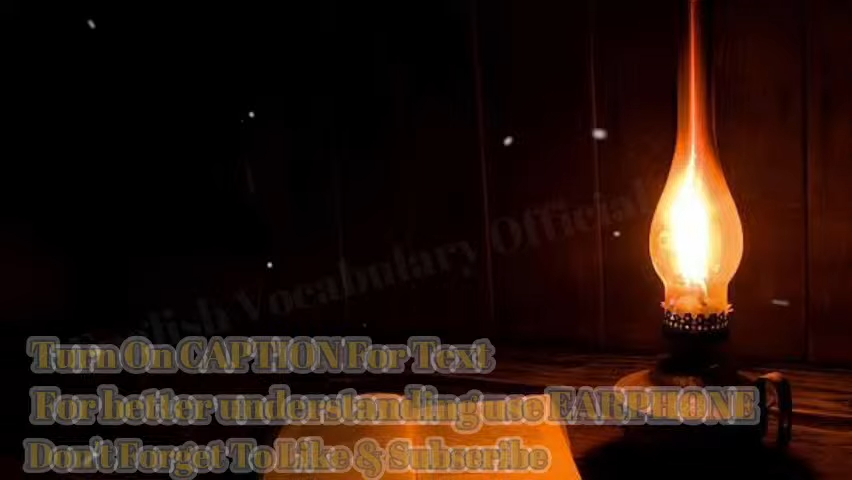 English Vocabulary Official
Turn On CAPTION For Text
For better understanding use EARPHONE
Don't Forget To Like & Subscribe